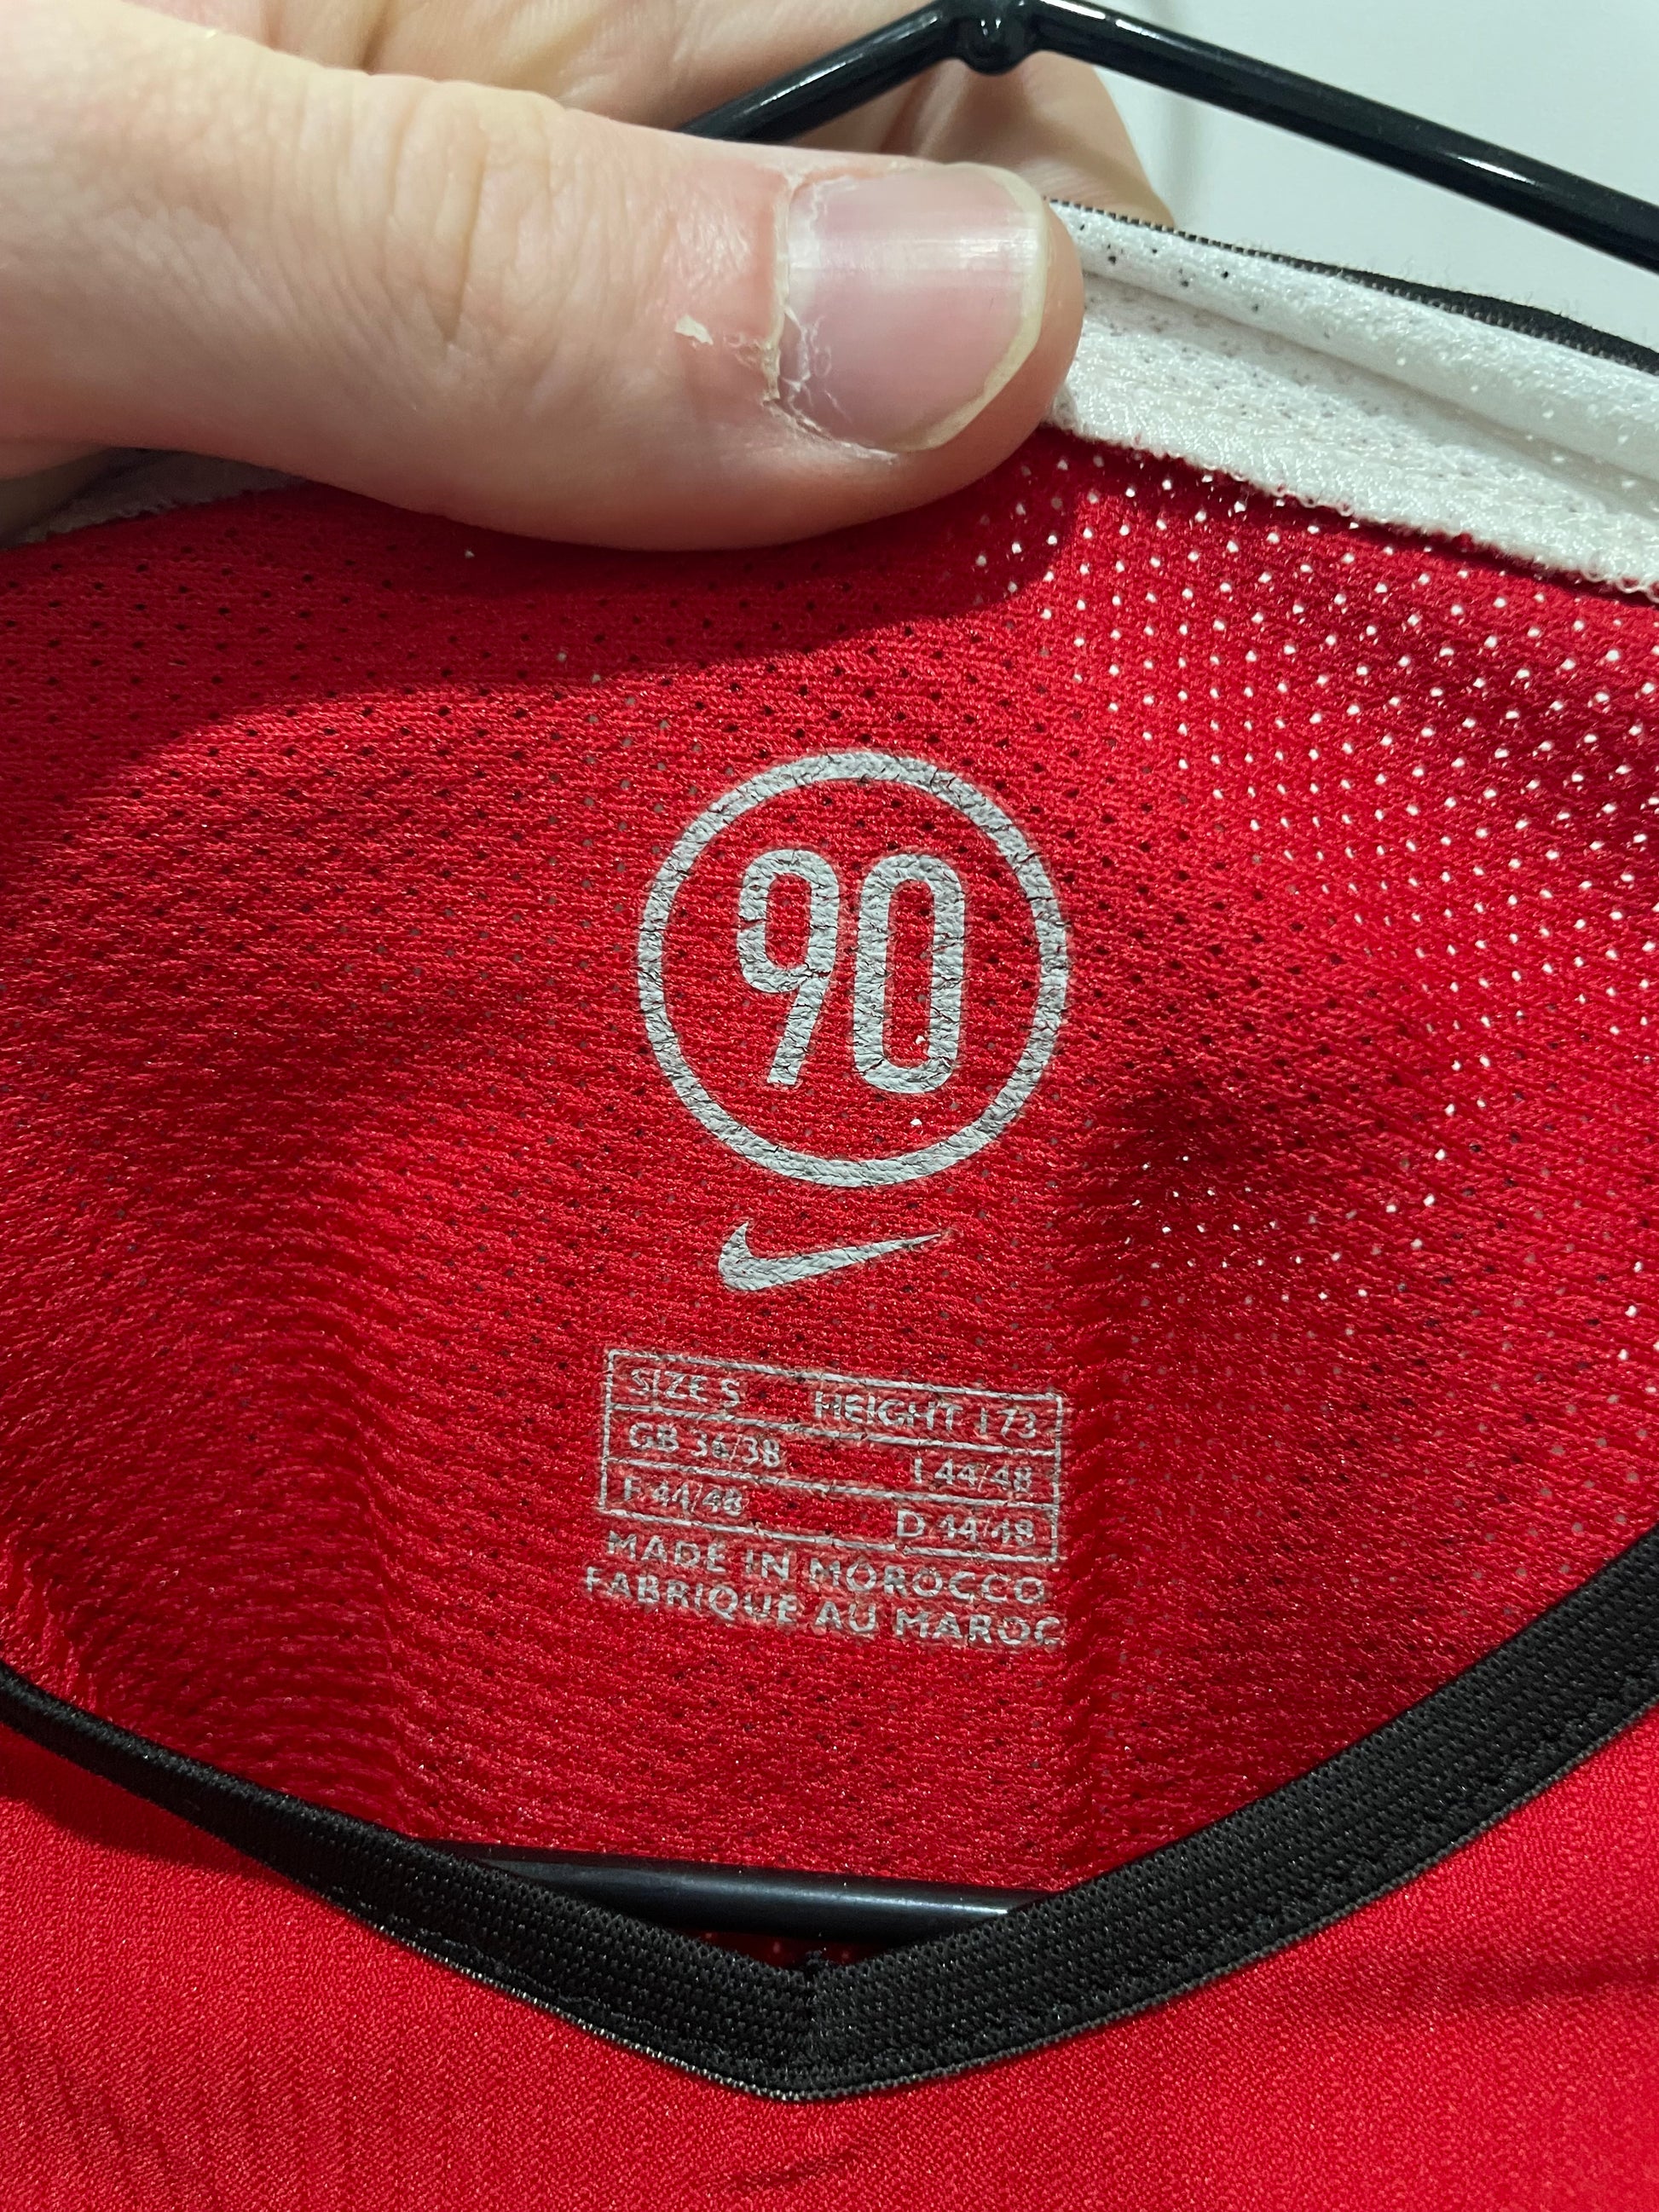 90
SIZE S HEIGHT 173
GB 36/38 I 44/48
F 44/48 D 44/48
MADE IN MOROCCO
FABRIQUE AU MAROC